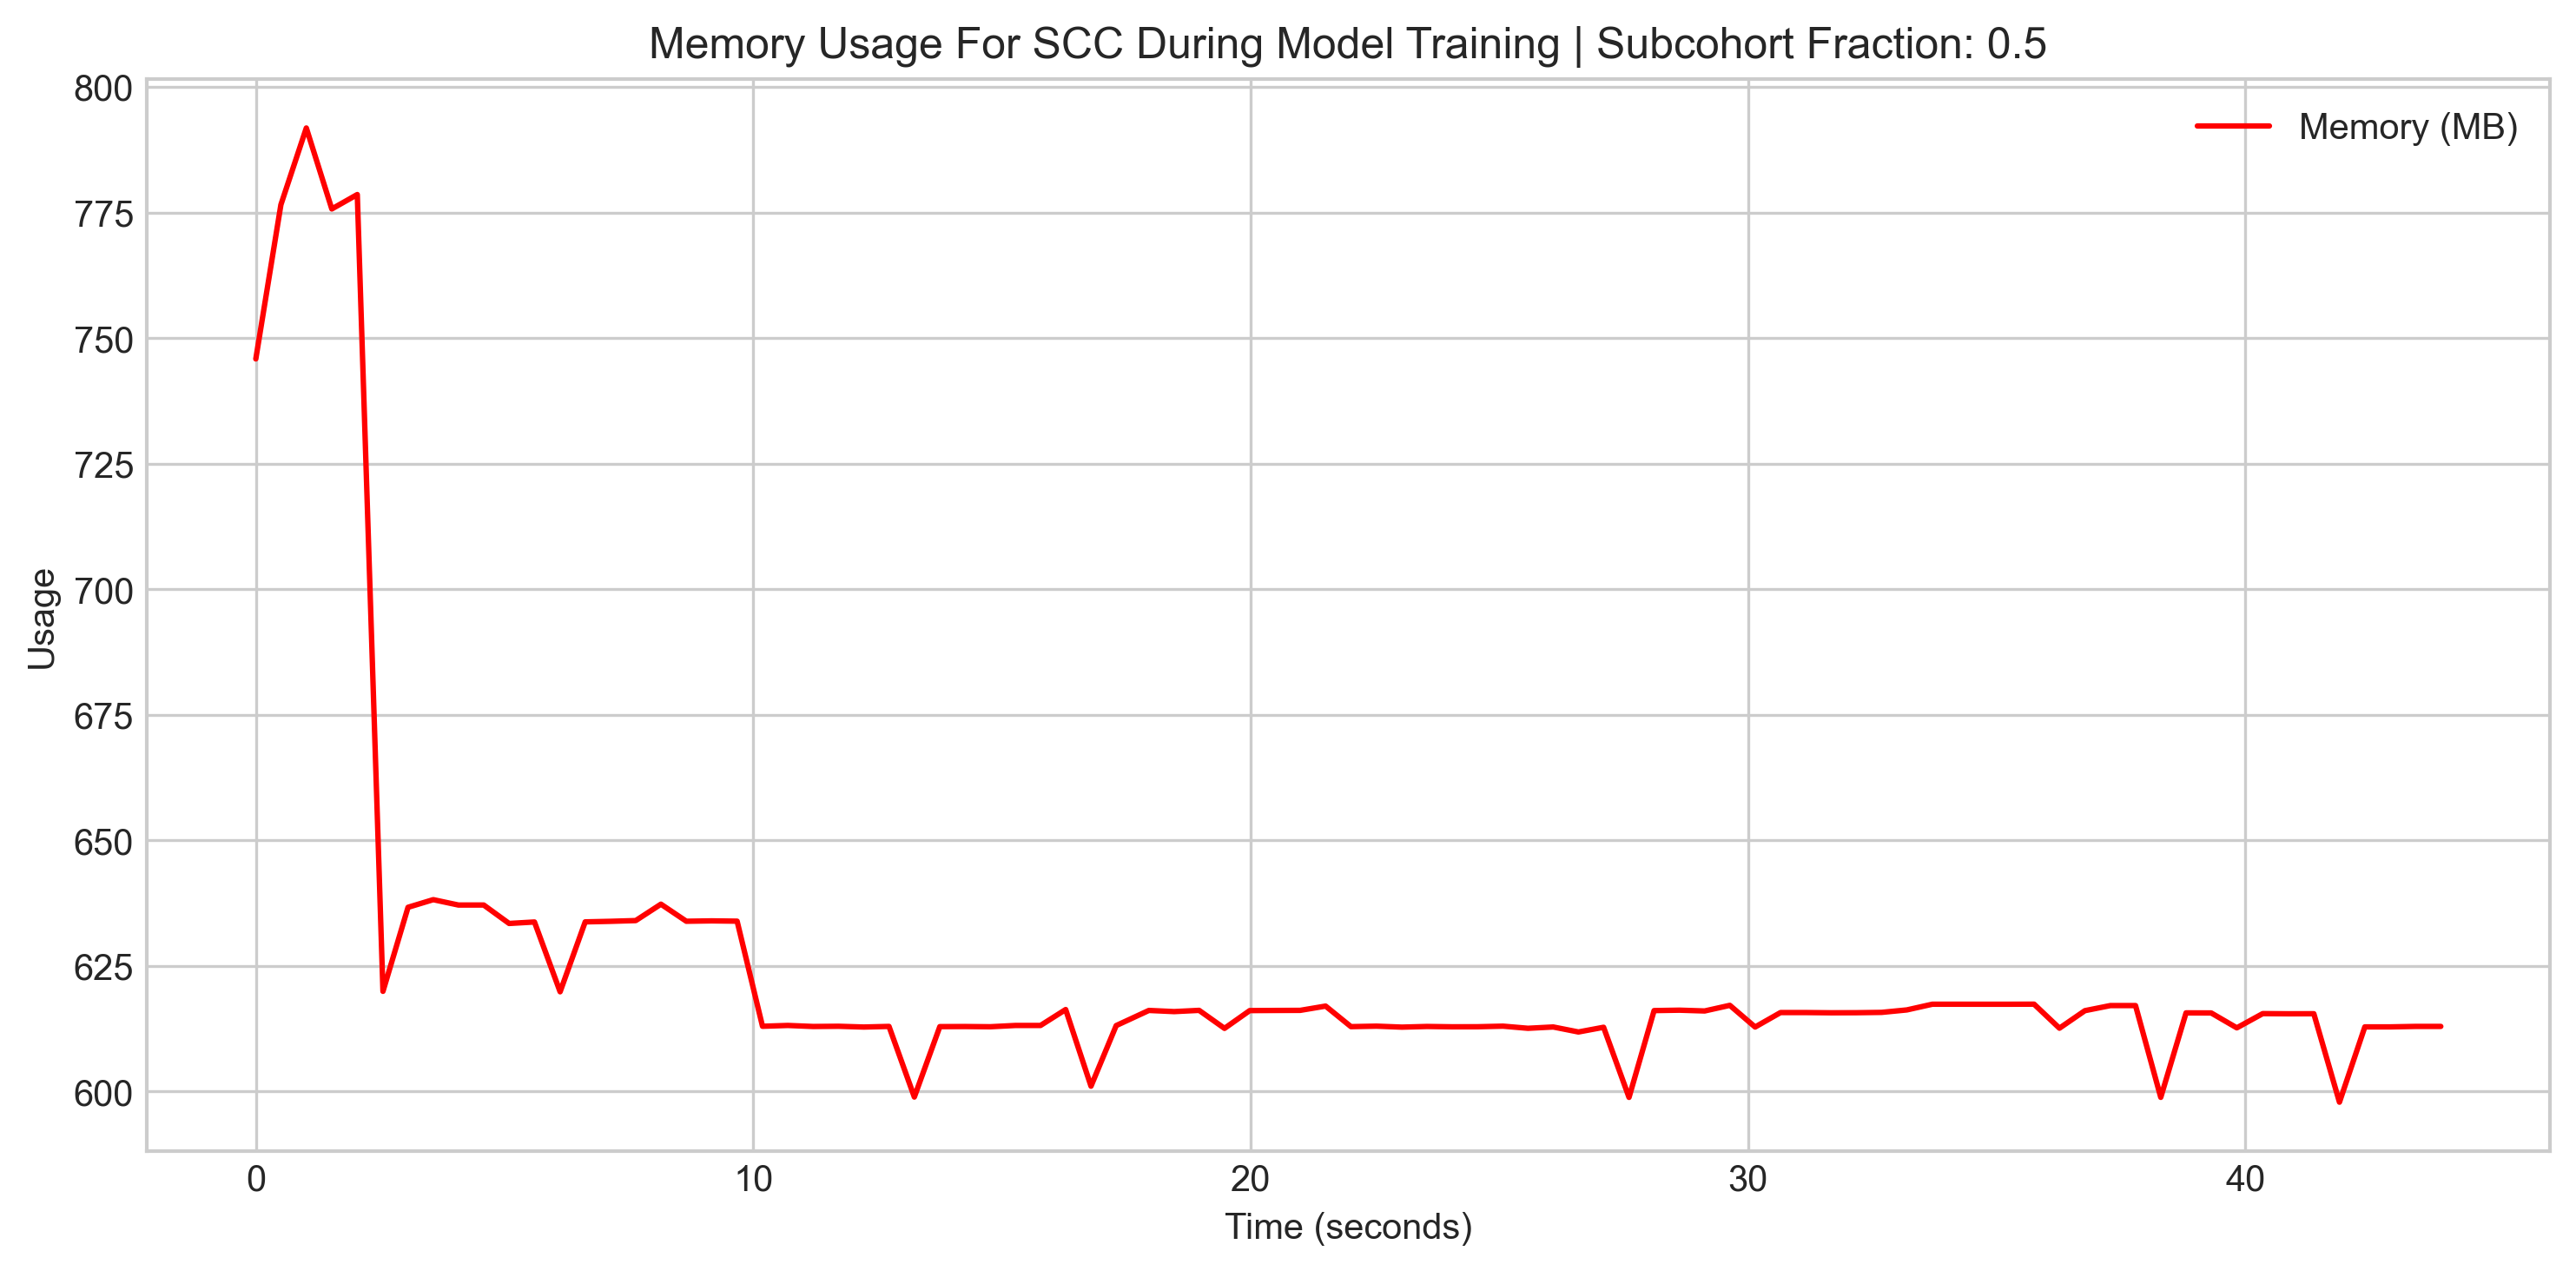 Memory Usage For SCC During Model Training | Subcohort Fraction: 0.5
Memory (MB)
Usage
800
775
750
725
700
675
650
625
600
0 10 20 30 40
Time (seconds)